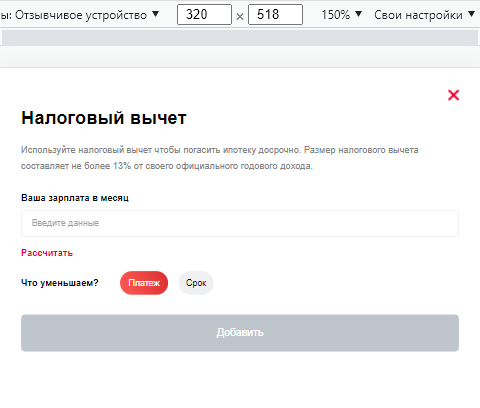 ы: Отзывчивое устройство ▼ 320 × 518 150% ▼ Свои настройки ▼
Налоговый вычет
Используйте налоговый вычет чтобы погасить ипотеку досрочно. Размер налогового вычета
составляет не более 13% от своего официального годового дохода.
Ваша зарплата в месяц
Введите данные
Рассчитать
Что уменьшаем? Платеж Срок
Добавить